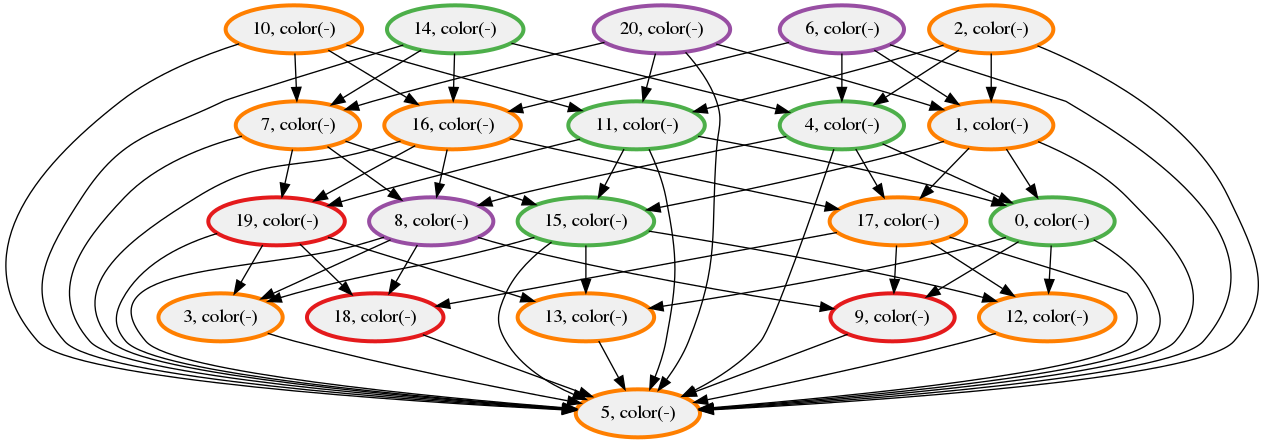 10, color(-)
14, color(-)
20, color(-)
6, color(-)
2, color(-)
7, color(-)
16, color(-)
11, color(-)
4, color(-)
1, color(-)
19, color(-)
8, color(-)
15, color(-)
17, color(-)
0, color(-)
3, color(-)
18, color(-)
13, color(-)
9, color(-)
12, color(-)
5, color(-)